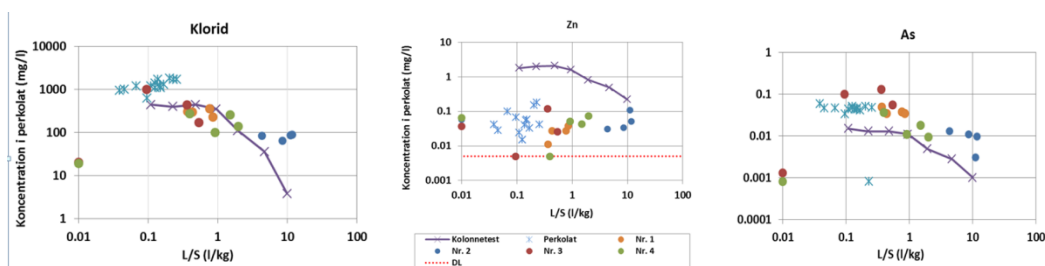 Klorid
Koncentration i perkolat (mg/l)
10000
1000
100
10
1
0.01 0.1 1 10 100
L/S (l/kg)
Zn
Koncentration i perkolat (mg/l)
10
1
0.1
0.01
0.001
0.01 0.1 1 10 100
L/S (l/kg)
Kolonnetest Perkolat Nr. 1
Nr. 2 Nr. 3 Nr. 4
DL
As
1
0.1
0.01
0.001
0.0001
0.01 0.1 1 10 100
L/S (l/kg)